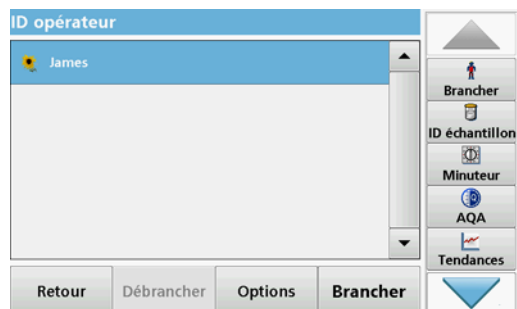 ID opérateur
James
Brancher
ID échantillon
Minuteur
AQA
Tendances
Retour
Débrancher
Options
Brancher